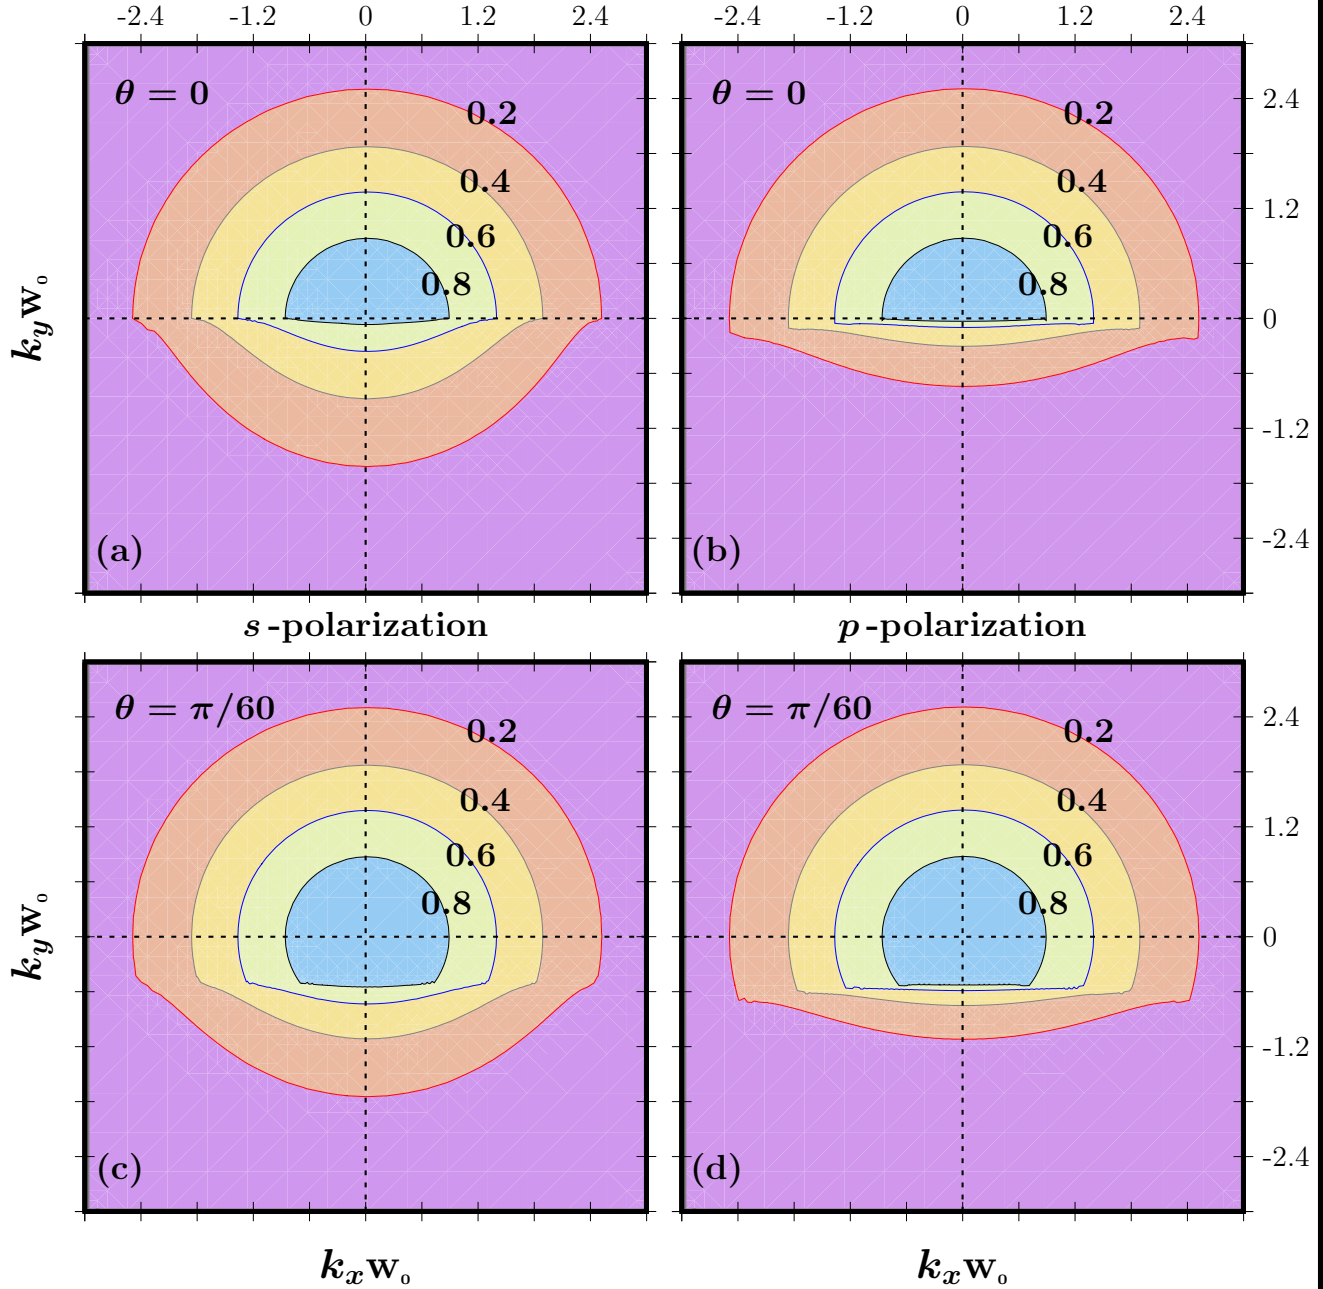 -2.4 -1.2 0 1.2 2.4 -2.4 -1.2 0 1.2 2.4
θ = 0 0.2 θ = 0 0.2 2.4
0.4 0.4
1.2
0.6 0.6
0.8 0.8
k_y w₀ 0
-1.2
(a) (b) -2.4
s -polarization p -polarization
θ = π/60 0.2 θ = π/60 0.2 2.4
0.4 0.4
1.2
0.6 0.6
0.8 0.8
k_y w₀ 0
-1.2
(c) (d) -2.4
k_x w₀ k_x w₀